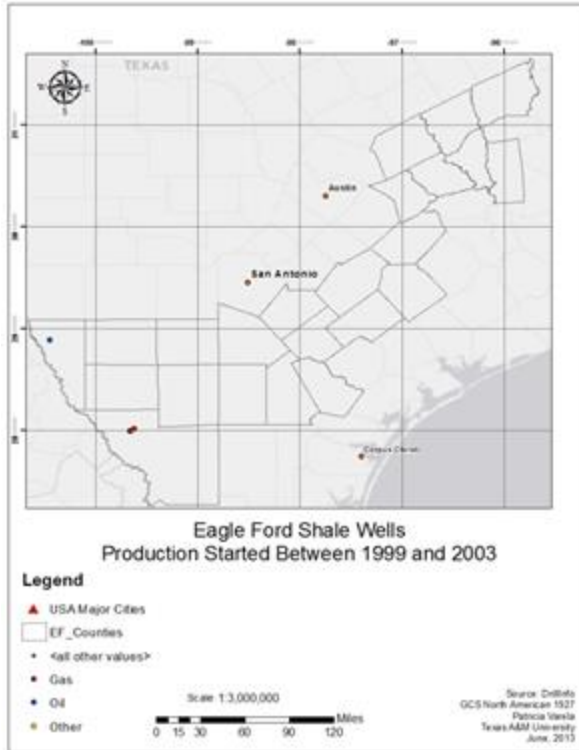 N
W
E
S
TEXAS
Austin
San Antonio
Corpus Christi
Eagle Ford Shale Wells
Production Started Between 1999 and 2003
Legend
USA Major Cities
EF_Counties
<all other values>
Gas
Oil
Other
Scale 1:3,000,000
Miles
0 15 30 60 90 120
Source: DrillInfo
GCS North American 1927
Patricia Varela
Texas A&M University
June, 2013